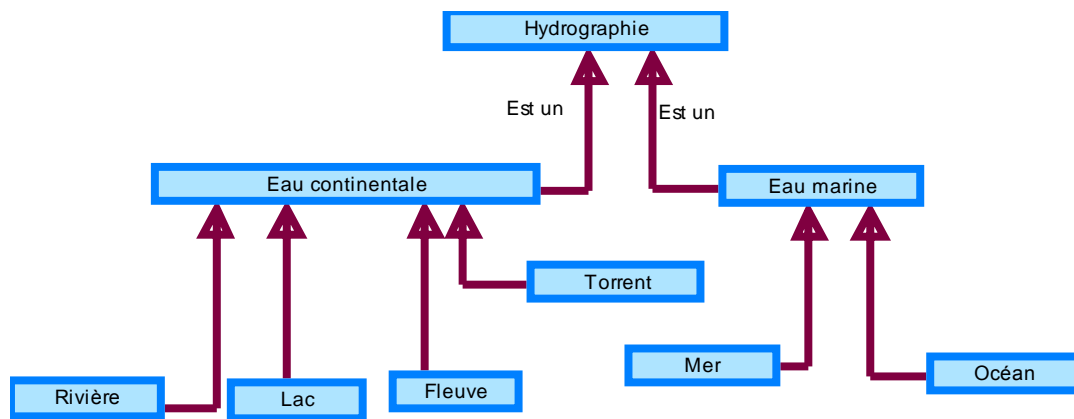 Hydrographie
Est un
Est un
Eau continentale
Eau marine
Torrent
Mer
Océan
Rivière
Lac
Fleuve